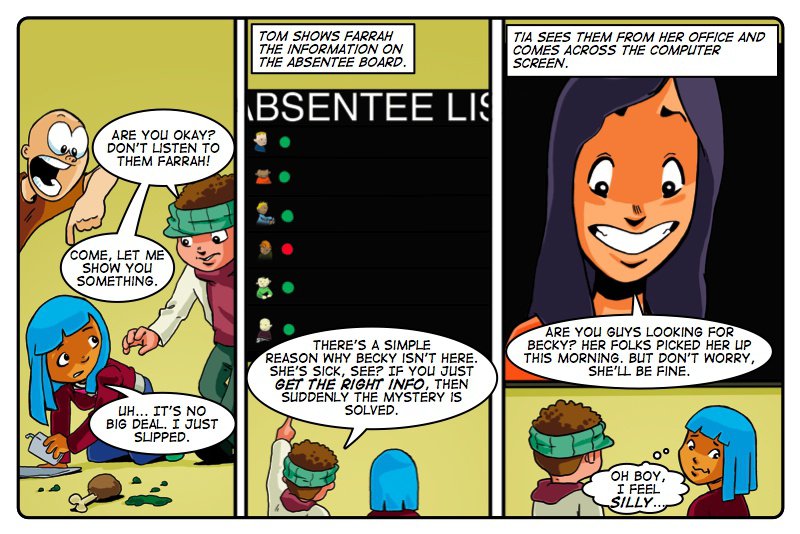 ARE YOU OKAY?
DON'T LISTEN TO
THEM FARRAH!
COME, LET ME
SHOW YOU
SOMETHING.
UH... IT'S NO
BIG DEAL. I JUST
SLIPPED.
TOM SHOWS FARRAH
THE INFORMATION ON
THE ABSENTEE BOARD.
ABSENTEE LIS
THERE'S A SIMPLE
REASON WHY BECKY ISN'T HERE.
SHE'S SICK, SEE? IF YOU JUST
GET THE RIGHT INFO, THEN
SUDDENLY THE MYSTERY IS
SOLVED.
TIA SEES THEM FROM HER OFFICE AND
COMES ACROSS THE COMPUTER
SCREEN.
ARE YOU GUYS LOOKING FOR
BECKY? HER FOLKS PICKED HER UP
THIS MORNING. BUT DON'T WORRY,
SHE'LL BE FINE.
OH BOY,
I FEEL
SILLY...